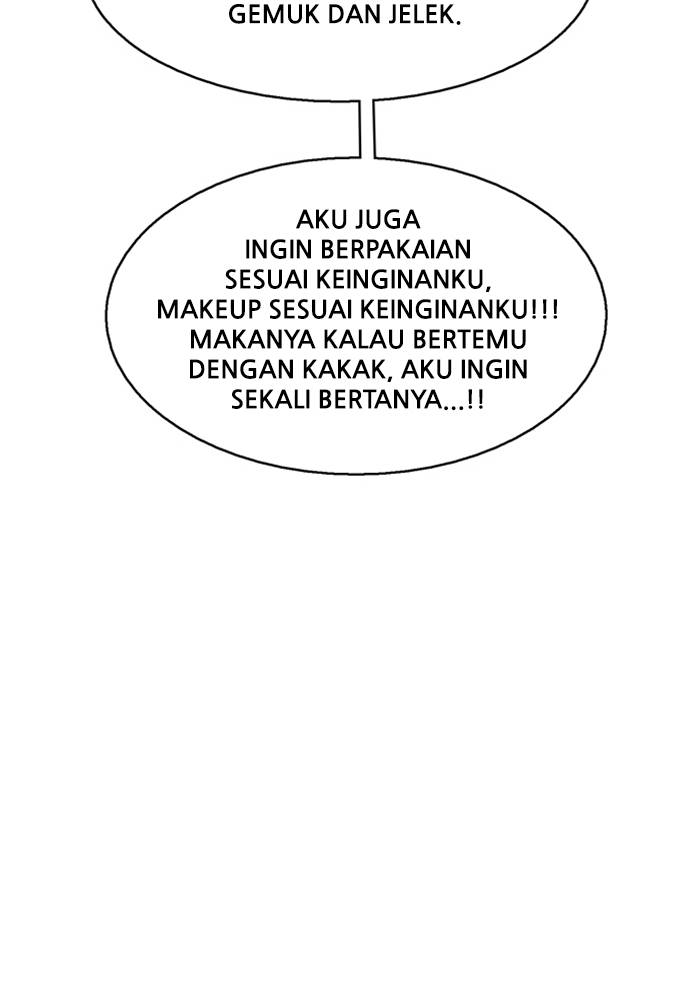 GEMUK DAN JELEK.
AKU JUGA
INGIN BERPAKAIAN
SESUAI KEINGINANKU,
MAKEUP SESUAI KEINGINANKU!!!
MAKANYA KALAU BERTEMU
DENGAN KAKAK, AKU INGIN
SEKALI BERTANYA...!!